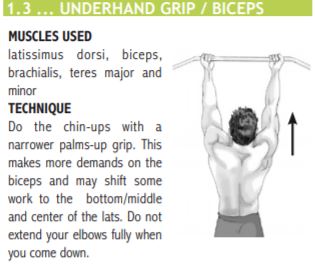 1.3 ... UNDERHAND GRIP / BICEPS
MUSCLES USED
latissimus dorsi, biceps,
brachialis, teres major and
minor
TECHNIQUE
Do the chin-ups with a
narrower palms-up grip. This
makes more demands on the
biceps and may shift some
work to the bottom/middle
and center of the lats. Do not
extend your elbows fully when
you come down.